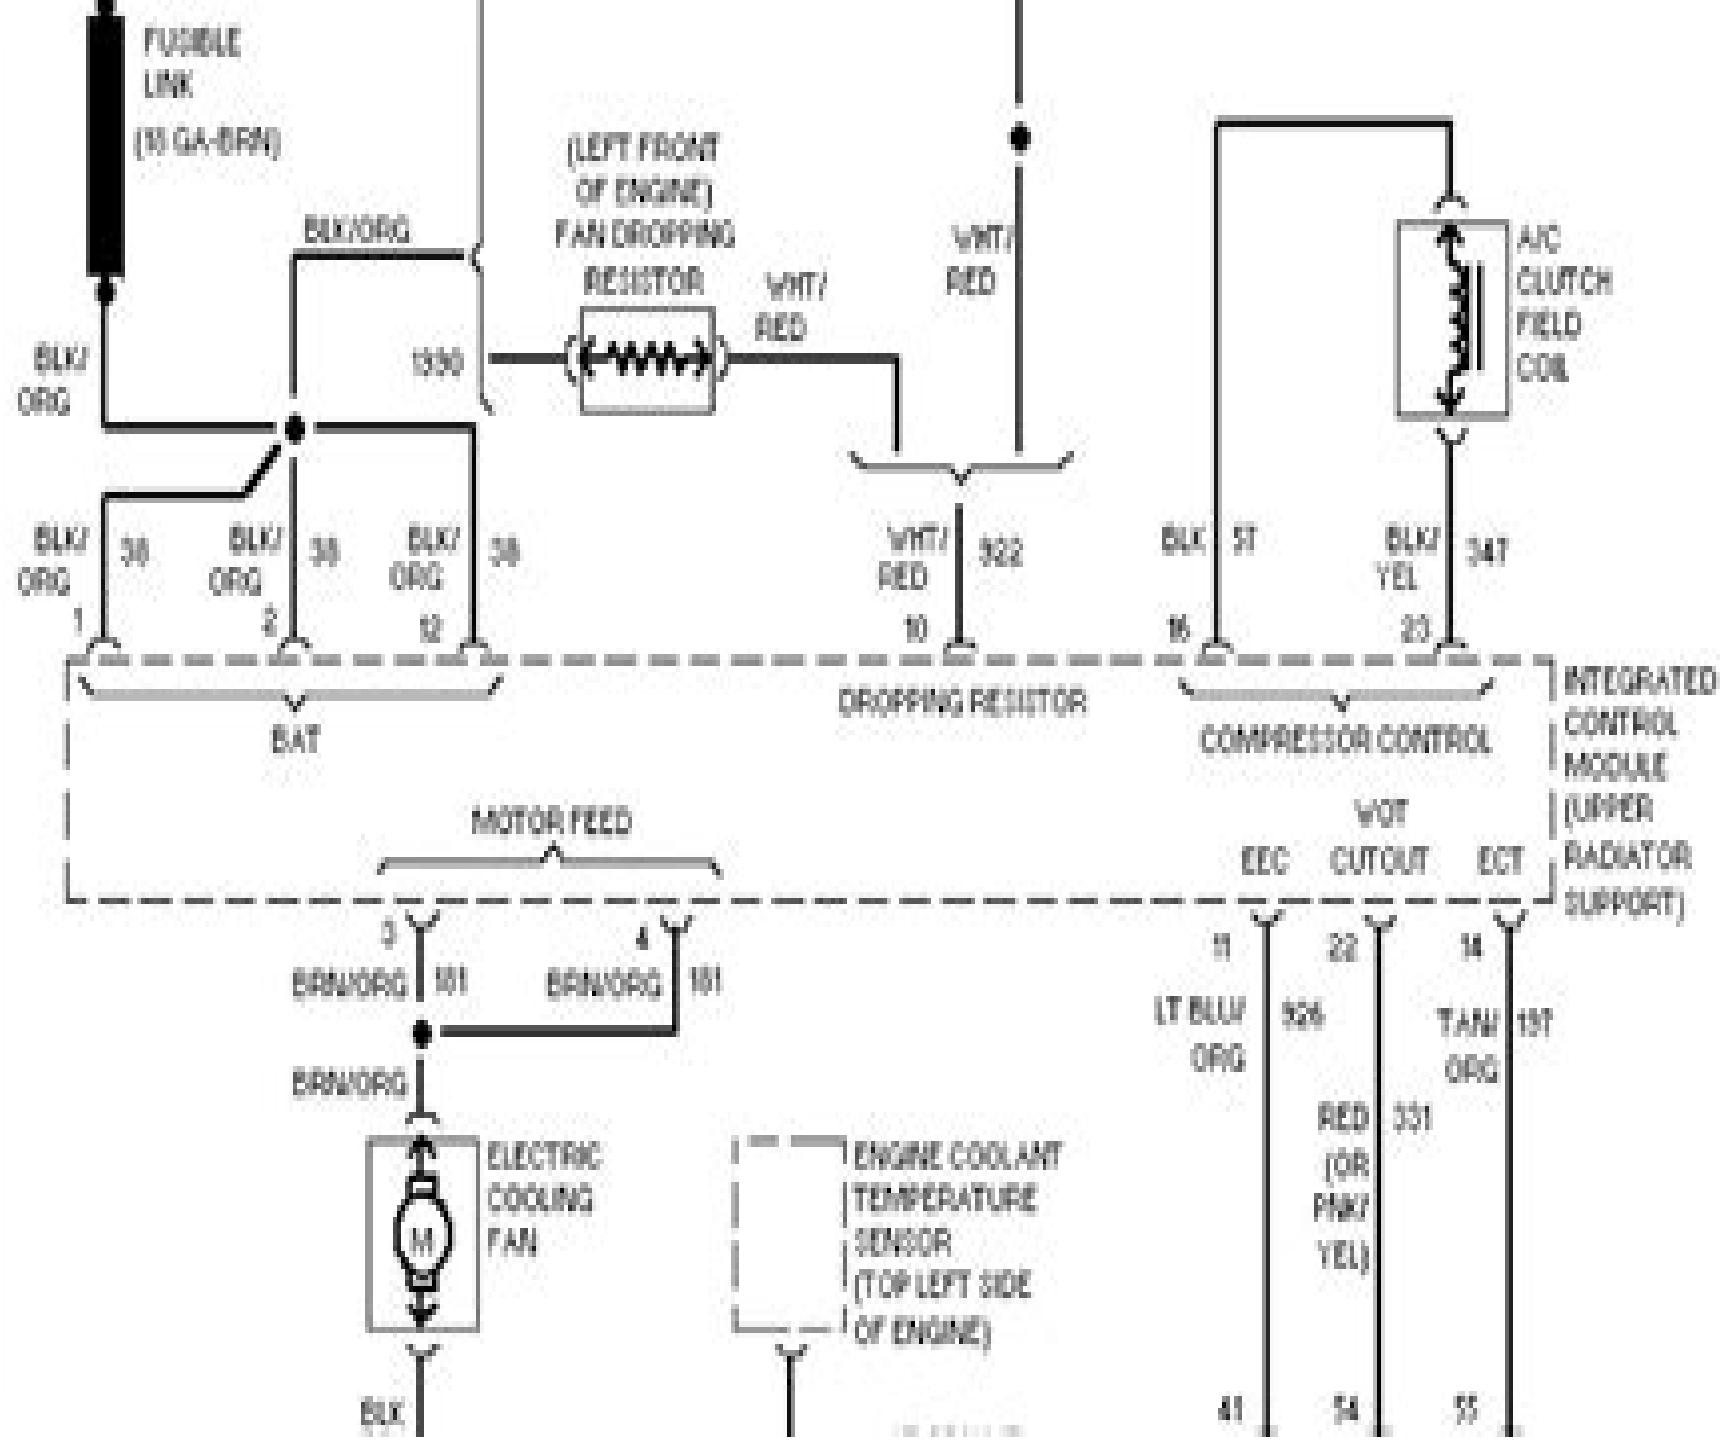 FUSIBLE
LINK
(18 GA-BRN)
(LEFT FRONT
OF ENGINE)
FAN DROPPING
RESISTOR
BLK/ORG
WHT/
RED
WHT/
RED
A/C
CLUTCH
FIELD
COIL
BLK/
ORG
1990
BLK/
ORG
38
BLK/
ORG
38
BLK/
ORG
38
WHT/
RED
922
BLK
57
BLK/
YEL
347
1
2
12
10
16
23
BAT
DROPPING RESISTOR
COMPRESSOR CONTROL
INTEGRATED
CONTROL
MODULE
(UPPER
RADIATOR
SUPPORT)
MOTOR FEED
WOT
EEC
CUTOUT
ECT
3
4
11
22
14
BRN/ORG
181
BRN/ORG
181
LT BLU/
ORG
926
TAN/
ORG
197
BRN/ORG
RED
(OR
PNK/
YEL)
331
ELECTRIC
COOLING
FAN
M
ENGINE COOLANT
TEMPERATURE
SENSOR
(TOP LEFT SIDE
OF ENGINE)
BLK
41
54
55